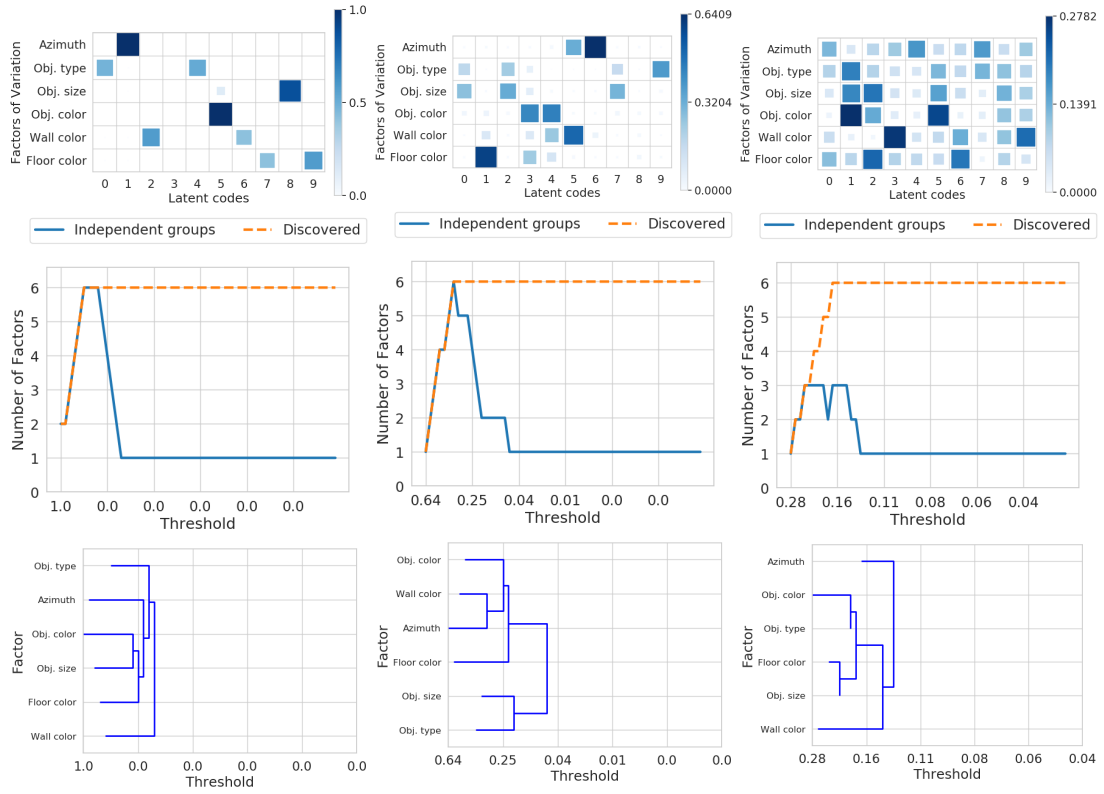 1.0
0.5
0.0
Factors of Variation
Azimuth
Obj. type
Obj. size
Obj. color
Wall color
Floor color
0 1 2 3 4 5 6 7 8 9
Latent codes
0.6409
0.3204
0.0000
Factors of Variation
Azimuth
Obj. type
Obj. size
Obj. color
Wall color
Floor color
0 1 2 3 4 5 6 7 8 9
Latent codes
0.2782
0.1391
0.0000
Factors of Variation
Azimuth
Obj. type
Obj. size
Obj. color
Wall color
Floor color
0 1 2 3 4 5 6 7 8 9
Latent codes
Independent groups Discovered
Independent groups Discovered
Independent groups Discovered
Number of Factors
6
5
4
3
2
1
0
1.0 0.0 0.0 0.0 0.0 0.0
Threshold
Number of Factors
6
5
4
3
2
1
0
0.64 0.25 0.04 0.01 0.0 0.0
Threshold
Number of Factors
6
5
4
3
2
1
0
0.28 0.16 0.11 0.08 0.06 0.04
Threshold
Factor
Obj. type
Azimuth
Obj. color
Obj. size
Floor color
Wall color
1.0 0.0 0.0 0.0 0.0 0.0
Threshold
Factor
Obj. color
Wall color
Azimuth
Floor color
Obj. size
Obj. type
0.64 0.25 0.04 0.01 0.0 0.0
Threshold
Factor
Azimuth
Obj. color
Obj. type
Floor color
Obj. size
Wall color
0.28 0.16 0.11 0.08 0.06 0.04
Threshold